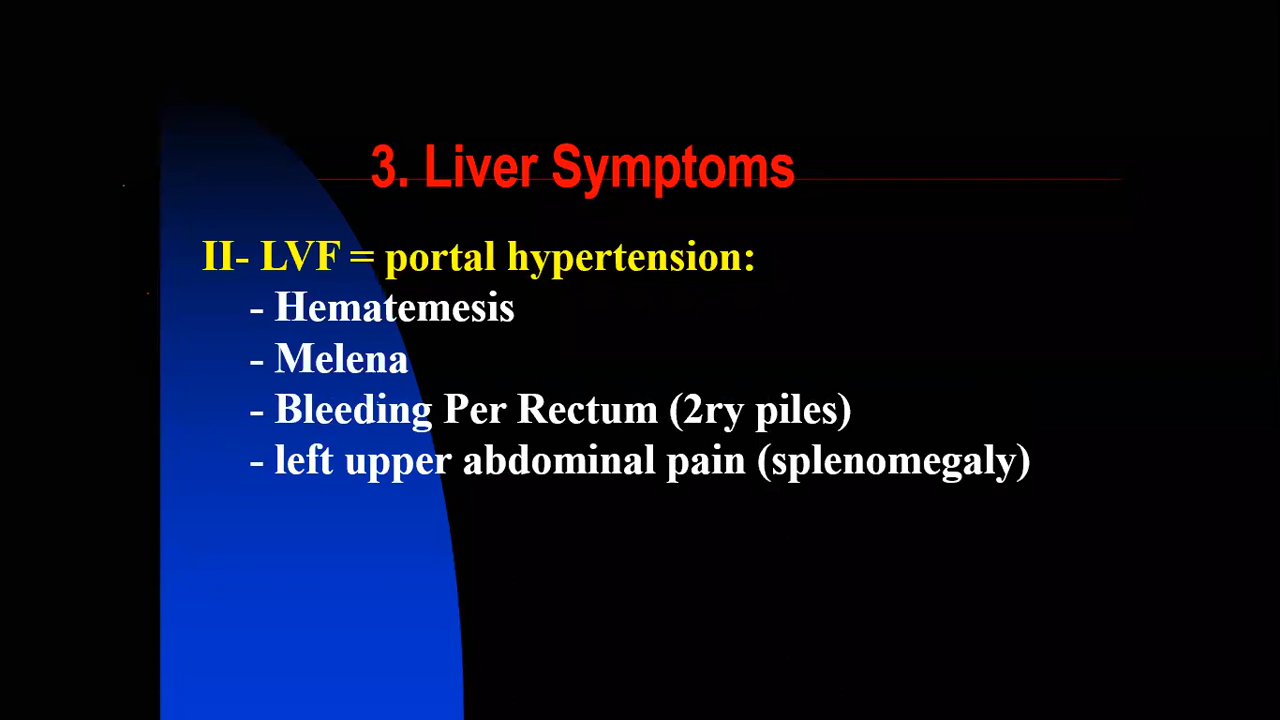 3. Liver Symptoms
II- LVF = portal hypertension:
- Hematemesis
- Melena
- Bleeding Per Rectum (2ry piles)
- left upper abdominal pain (splenomegaly)